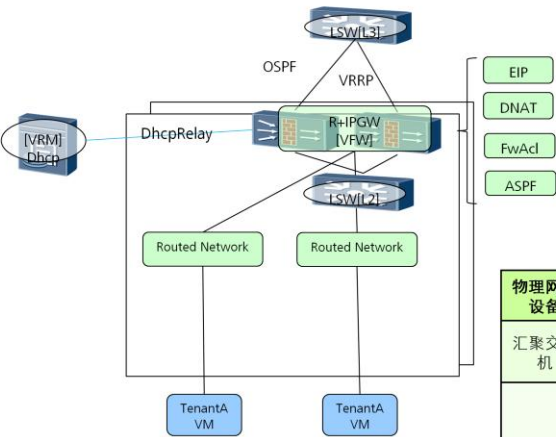 LSW[L3]
OSPF
VRRP
EIP
DNAT
FwAcl
ASPF
[VRM]
Dhcp
DhcpRelay
R+IPGW
[VFW]
LSW[L2]
Routed Network
Routed Network
TenantA
VM
TenantA
VM
物理网
设备
汇聚交
机